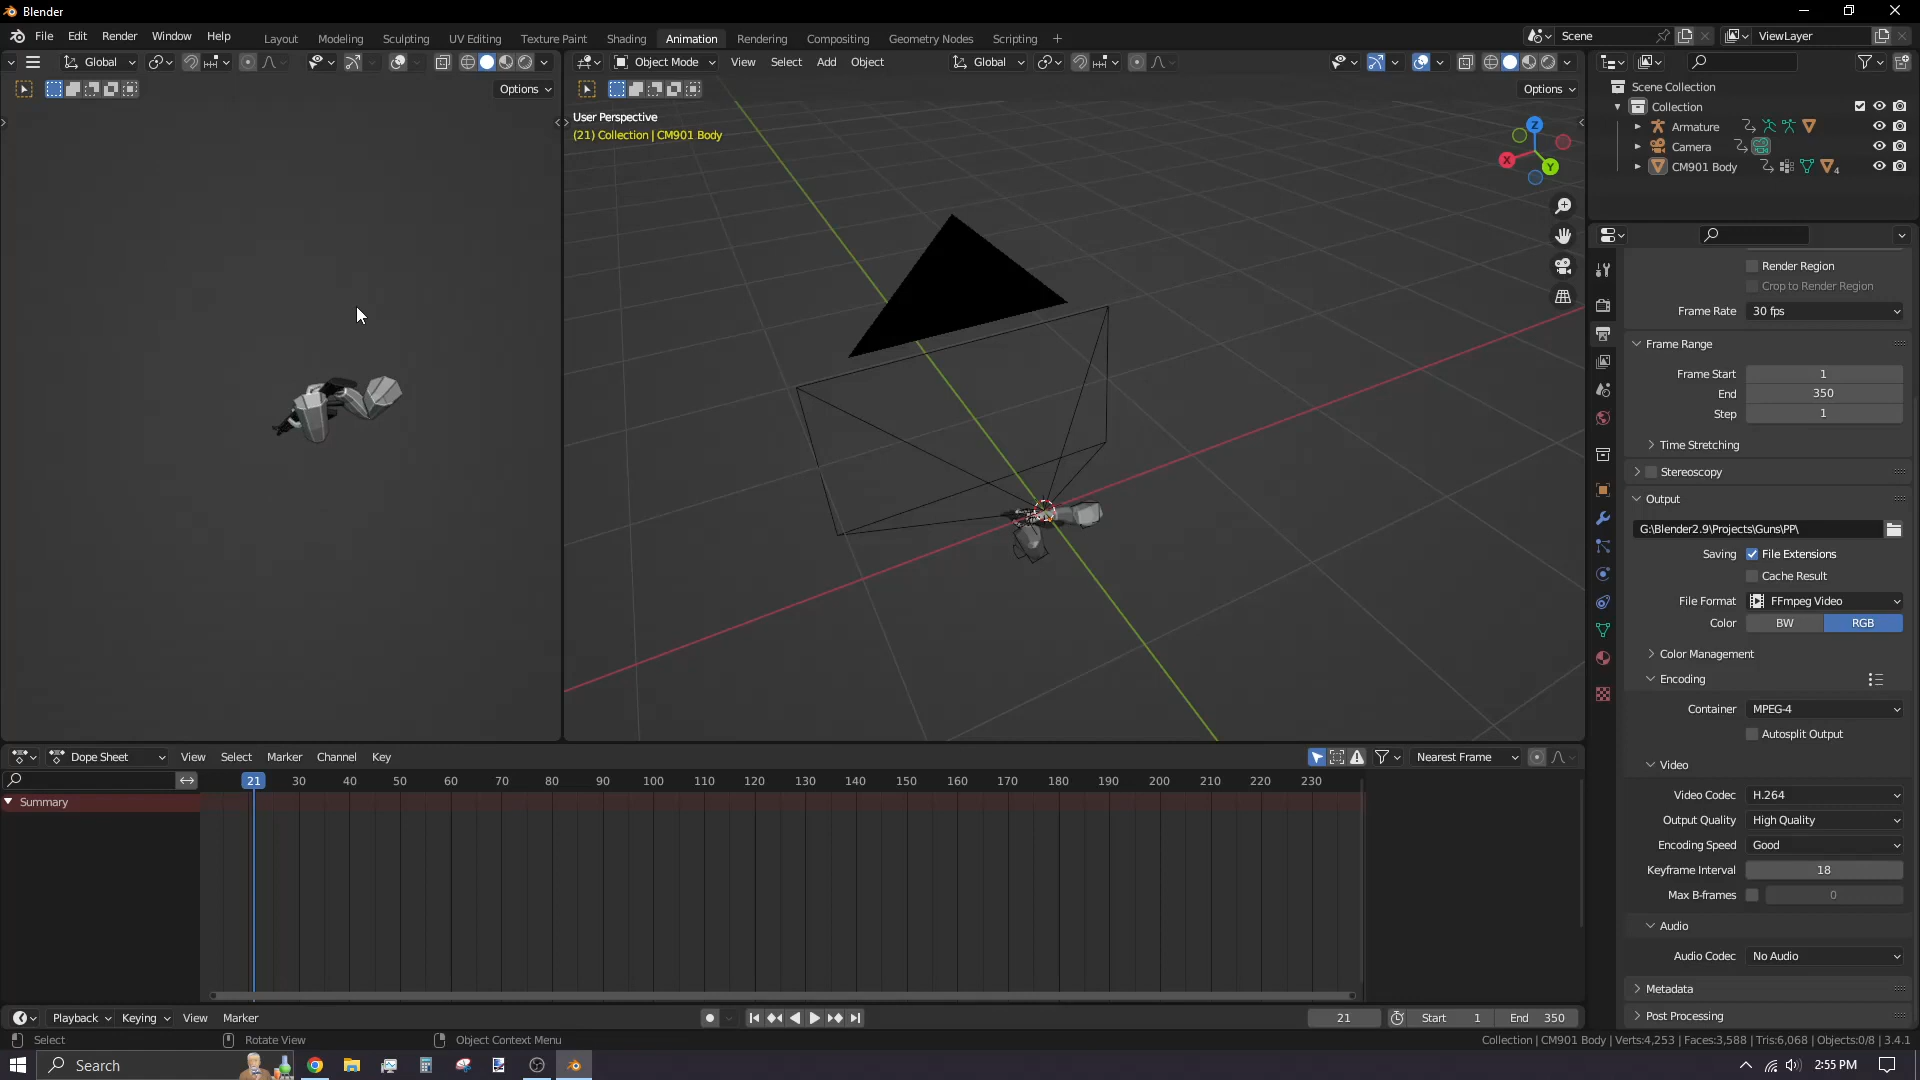 Blender
File Edit Render Window Help
Layout Modeling Sculpting UV Editing Texture Paint Shading Animation Rendering Compositing Geometry Nodes Scripting +
Scene
ViewLayer
Global
Options
Object Mode View Select Add Object
Global
Options
User Perspective
(21) Collection | CM901 Body
Z
X
Y
Scene Collection
Collection
Armature
Camera
CM901 Body
4
Render Region
Crop to Render Region
Frame Rate 30 fps
Frame Range
Frame Start 1
End 350
Step 1
Time Stretching
Stereoscopy
Output
G:\Blender2.9\Projects\Guns\PP\
Saving File Extensions
Cache Result
File Format FFmpeg Video
Color BW RGB
Color Management
Encoding
Container MPEG-4
Autosplit Output
Video
Video Codec H.264
Output Quality High Quality
Encoding Speed Good
Keyframe Interval 18
Max B-frames 0
Audio
Audio Codec No Audio
Metadata
Post Processing
Dope Sheet View Select Marker Channel Key
Nearest Frame
21 30 40 50 60 70 80 90 100 110 120 130 140 150 160 170 180 190 200 210 220 230
Summary
Playback Keying View Marker
21 Start 1 End 350
Select Rotate View Object Context Menu
Collection | CM901 Body | Verts:4,253 | Faces:3,588 | Tris:6,068 | Objects:0/8 | 3.4.1
Search
2:55 PM